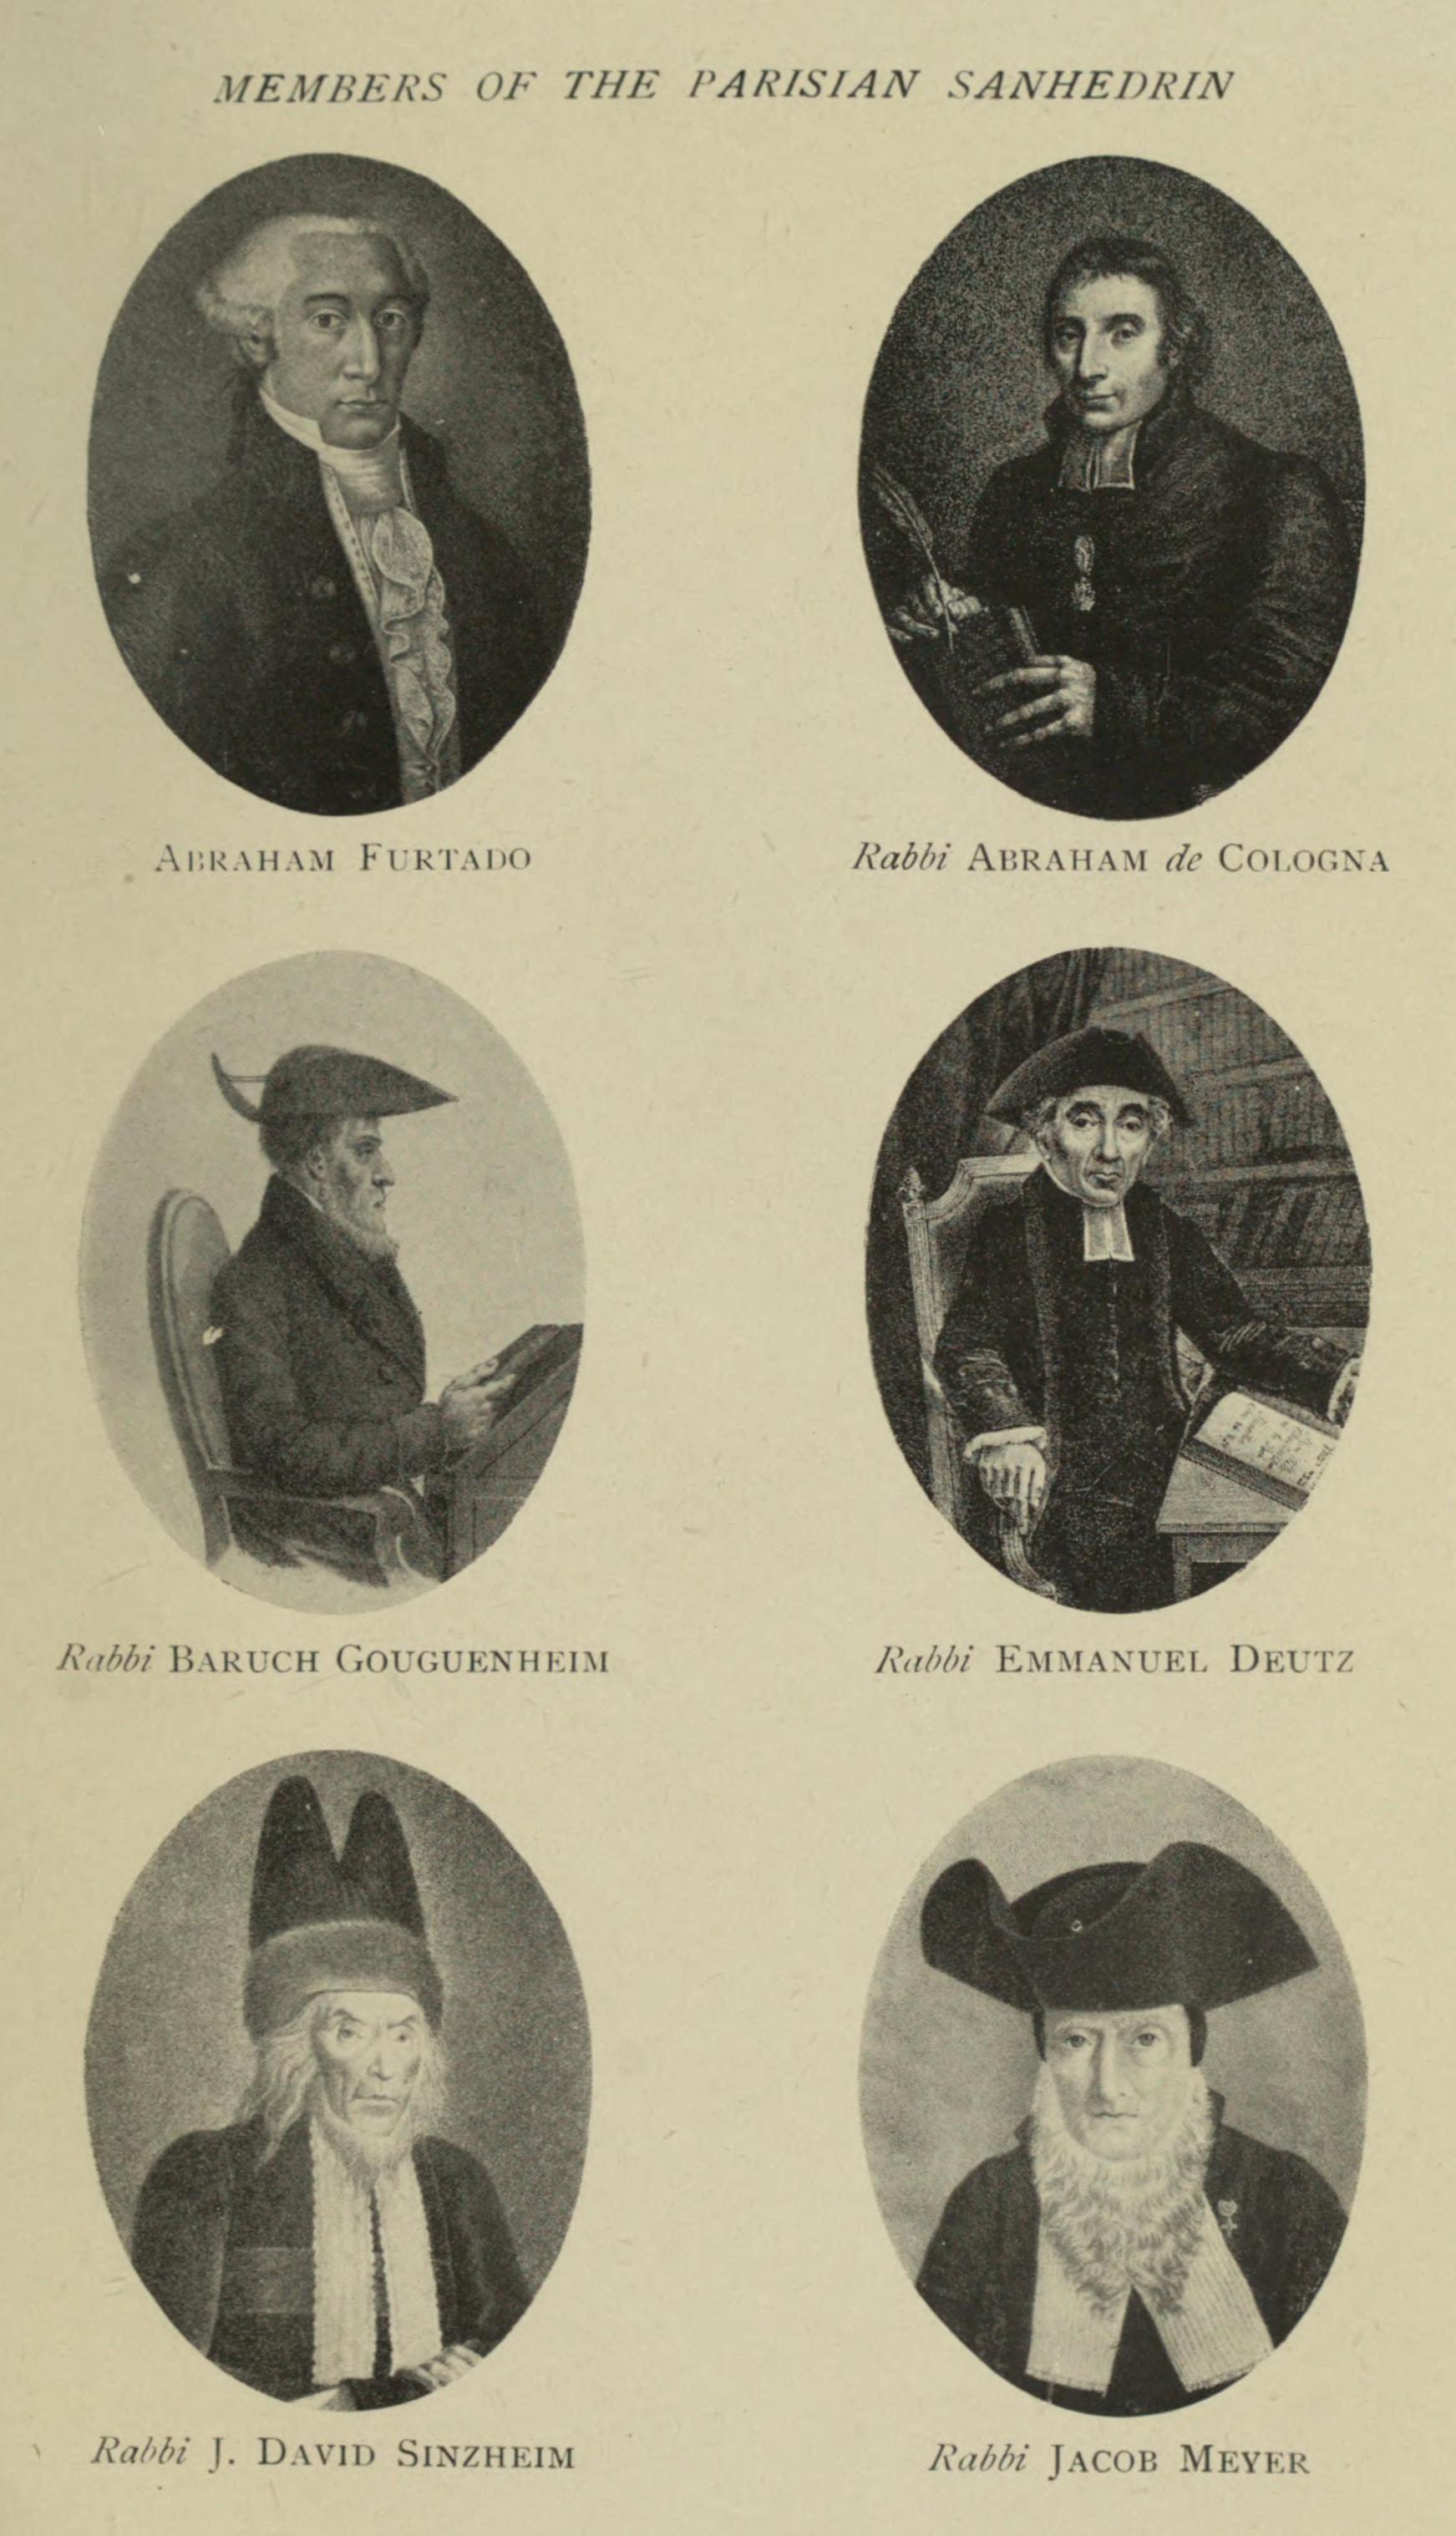 MEMBERS OF THE PARISIAN SANHEDRIN
ABRAHAM FURTADO
Rabbi ABRAHAM de COLOGNA
Rabbi BARUCH GOUGUENHEIM
Rabbi EMMANUEL DEUTZ
Rabbi J. DAVID SINZHEIM
Rabbi JACOB MEYER